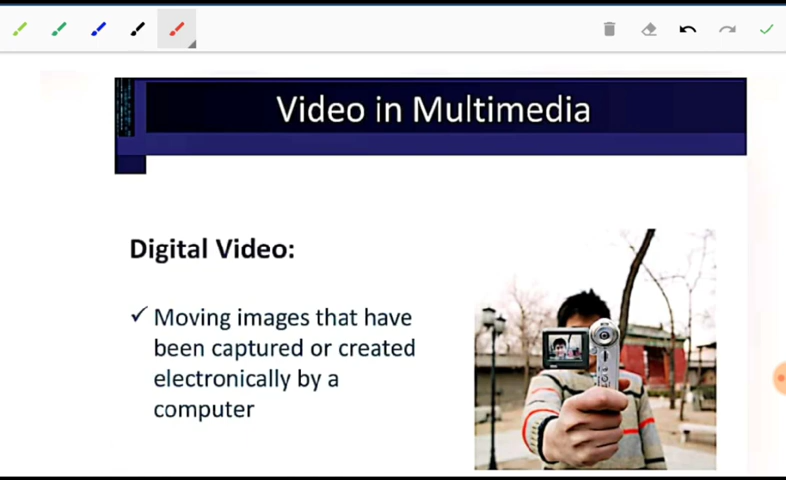 Video in Multimedia
Digital Video:
✓ Moving images that have
been captured or created
electronically by a
computer